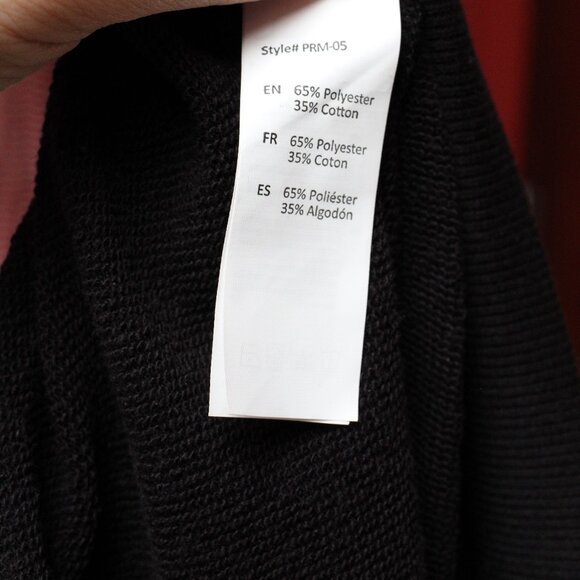 Style# PRM-05
EN 65% Polyester
35% Cotton
FR 65% Polyester
35% Coton
ES 65% Poliéster
35% Algodón